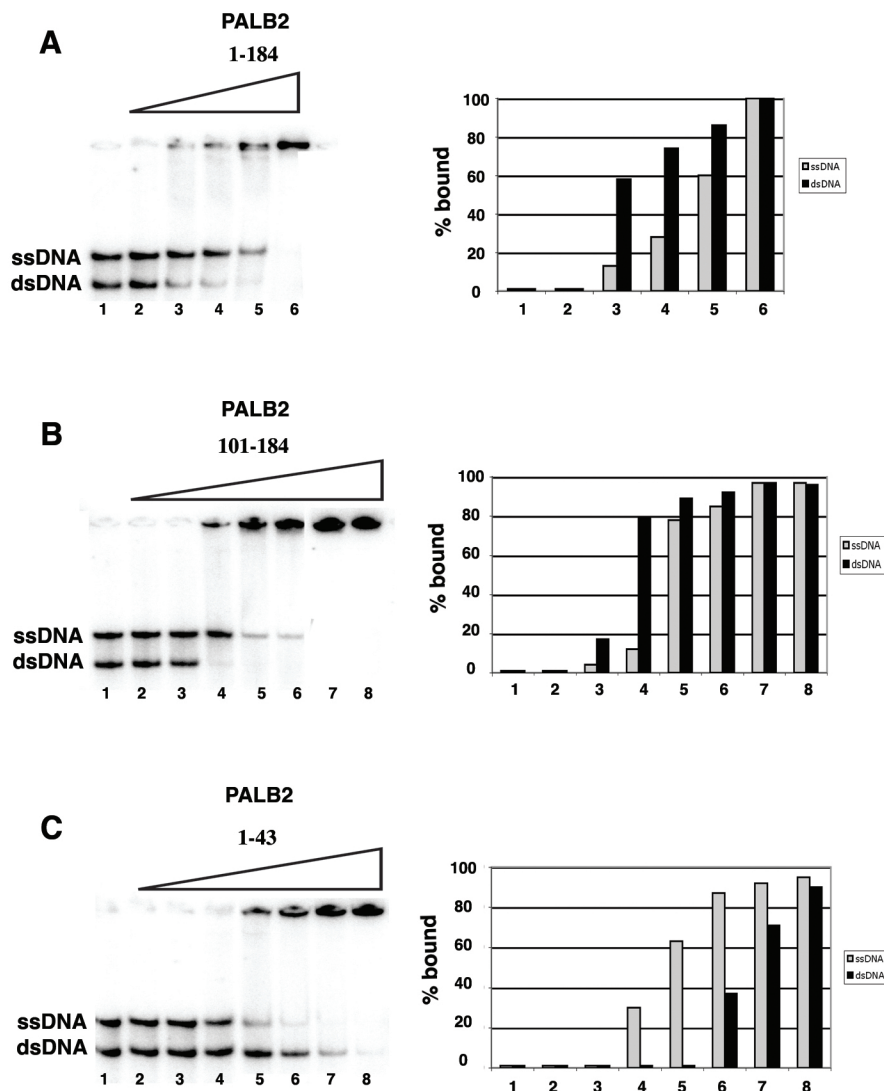 A
PALB2
1-184
ssDNA
dsDNA
1 2 3 4 5 6
% bound
100
80
60
40
20
0
1 2 3 4 5 6
ssDNA
dsDNA
B
PALB2
101-184
ssDNA
dsDNA
1 2 3 4 5 6 7 8
% bound
100
80
60
40
20
0
1 2 3 4 5 6 7 8
ssDNA
dsDNA
C
PALB2
1-43
ssDNA
dsDNA
1 2 3 4 5 6 7 8
% bound
100
80
60
40
20
0
1 2 3 4 5 6 7 8
ssDNA
dsDNA